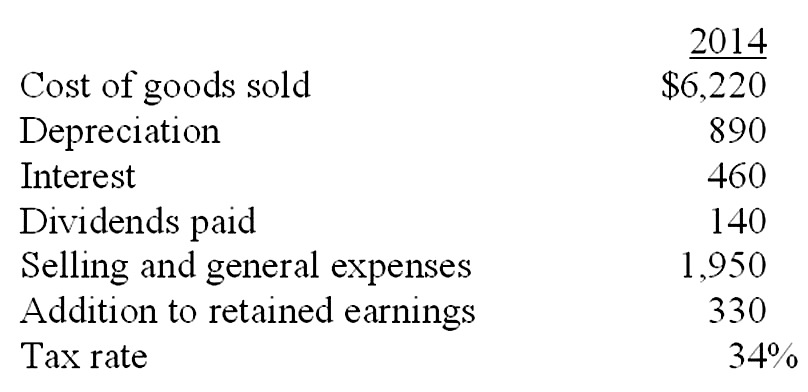 2014
Cost of goods sold $6,220
Depreciation 890
Interest 460
Dividends paid 140
Selling and general expenses 1,950
Addition to retained earnings 330
Tax rate 34%